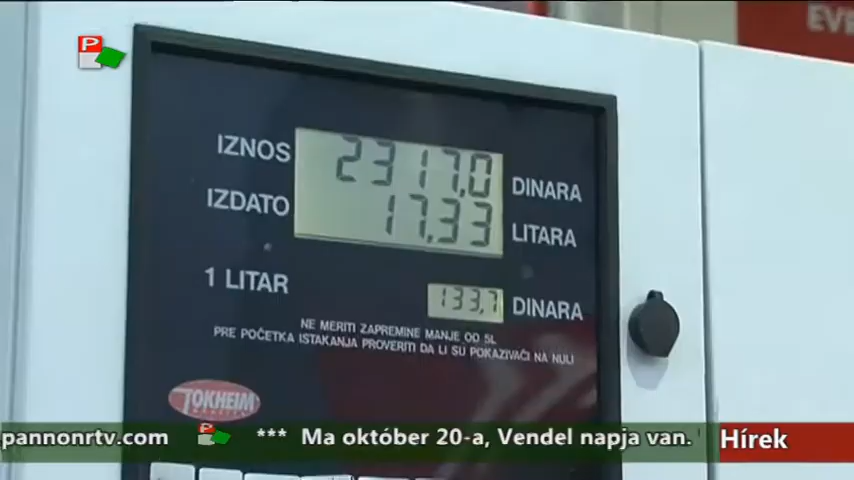 EVE
P
IZNOS 2317,0 DINARA
IZDATO 17,33 LITARA
1 LITAR 133,7 DINARA
NE MERITI ZAPREMINE MANJE OD 5L
PRE POČETKA ISTAKANJA PROVERITI DA LI SU POKAZIVAČI NA NULI
TOKHEIM
pannonrtv.com P *** Ma október 20-a, Vendel napja van. Hírek